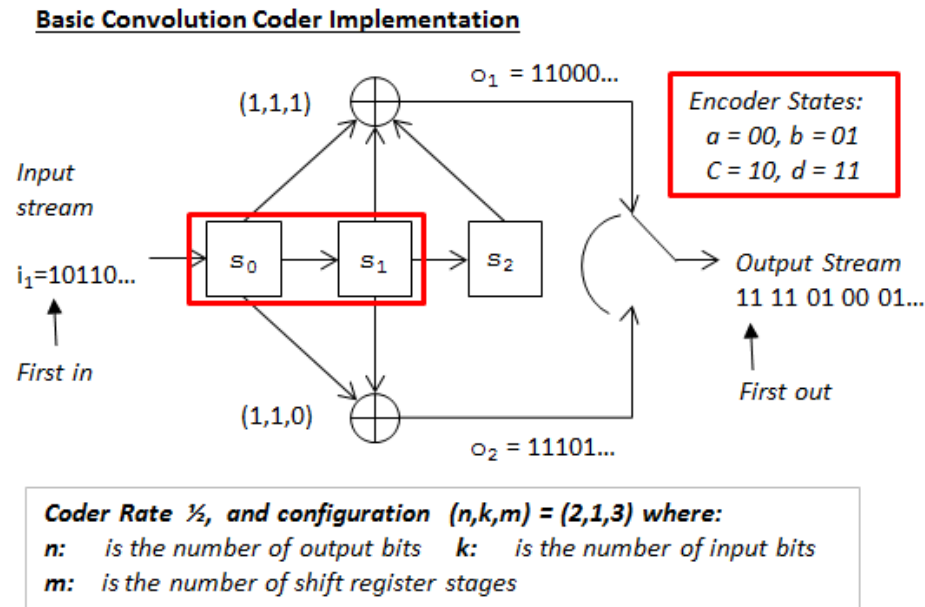 Basic Convolution Coder Implementation
o₁ = 11000...
(1,1,1)
Encoder States:
a = 00, b = 01
C = 10, d = 11
Input
stream
i₁=10110...
s₀
s₁
s₂
Output Stream
11 11 01 00 01...
First in
First out
(1,1,0)
o₂ = 11101...
Coder Rate ½, and configuration (n,k,m) = (2,1,3) where:
n: is the number of output bits k: is the number of input bits
m: is the number of shift register stages